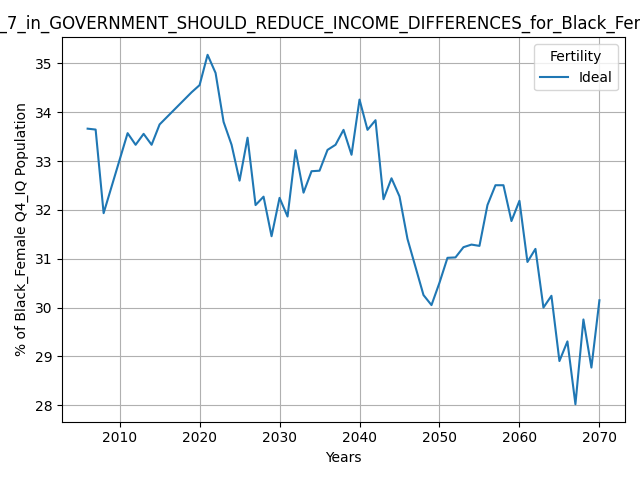 _7_in_GOVERNMENT_SHOULD_REDUCE_INCOME_DIFFERENCES_for_Black_Fer
Fertility
Ideal
% of Black_Female Q4_IQ Population
35
34
33
32
31
30
29
28
2010 2020 2030 2040 2050 2060 2070
Years